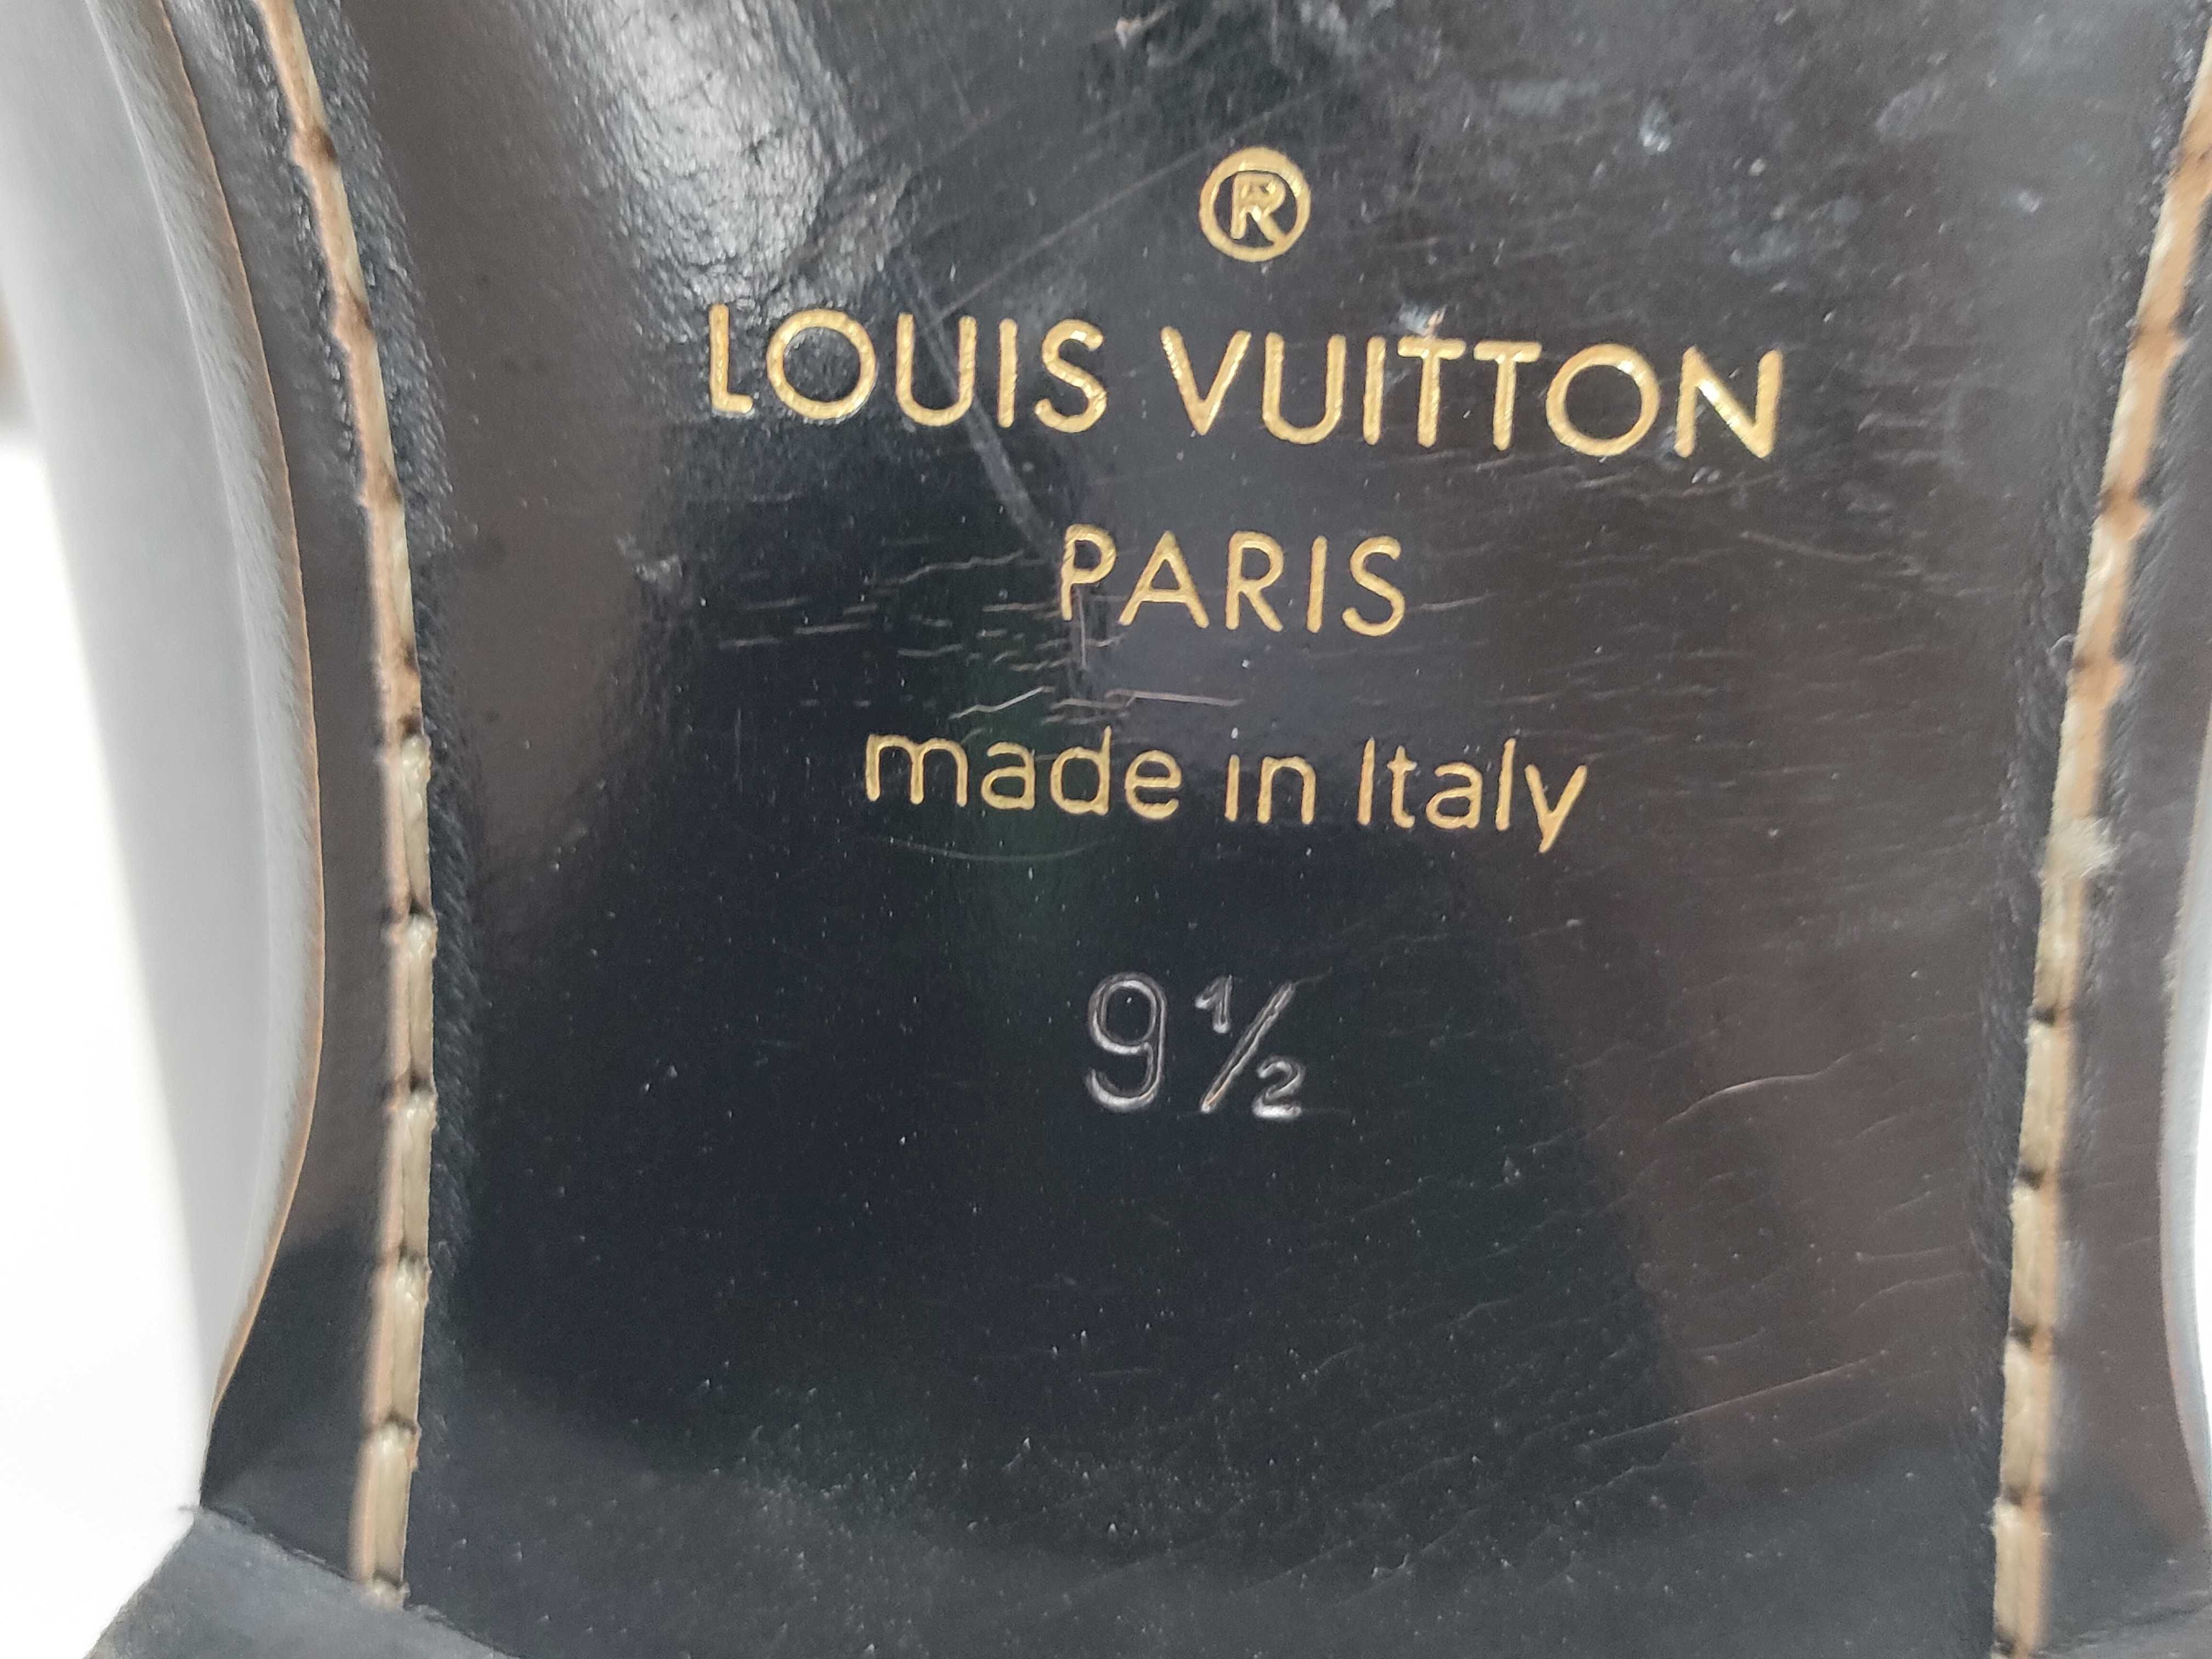 ®
LOUIS VUITTON
PARIS
made in Italy
9½